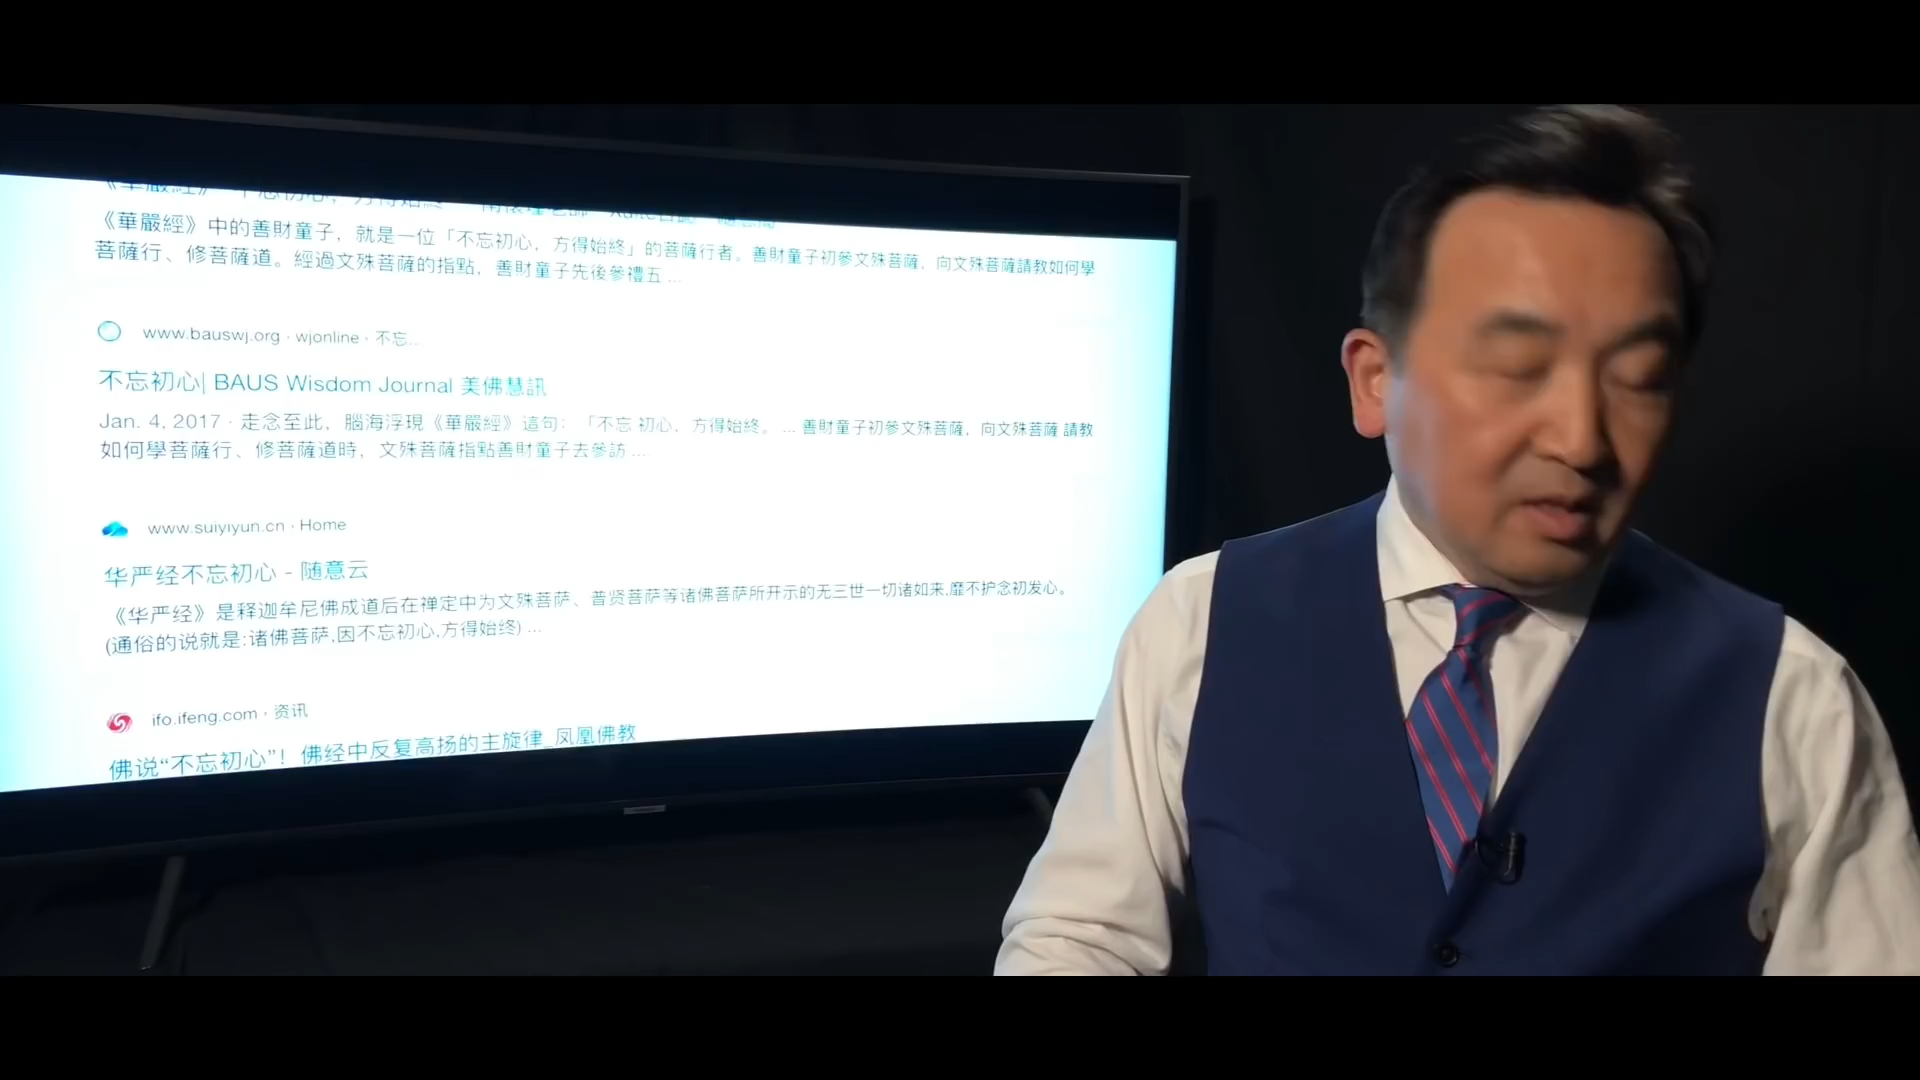 《華嚴經》中的善財童子，就是一位「不忘初心，方得始終」的菩薩行者。善財童子初參文殊菩薩，向文殊菩薩請教如何學
菩薩行、修菩薩道。經過文殊菩薩的指點，善財童子先後參禮五 ...
www.bauswj.org · wjonline · 不忘...
不忘初心| BAUS Wisdom Journal 美佛慧訊
Jan. 4, 2017 · 走念至此，腦海浮現《華嚴經》這句：「不忘 初心，方得始終。 ... 善財童子初參文殊菩薩，向文殊菩薩 請教
如何學菩薩行、修菩薩道時，文殊菩薩指點善財童子去參訪 ....
www.suiyiyun.cn · Home
华严经不忘初心 - 随意云
《华严经》是释迦牟尼佛成道后在禅定中为文殊菩萨、普贤菩萨等诸佛菩萨所开示的无三世一切诸如来,靡不护念初发心。
(通俗的说就是:诸佛菩萨,因不忘初心,方得始终) ...
ifo.ifeng.com · 资讯
佛说“不忘初心”！佛经中反复高扬的主旋律_凤凰佛教